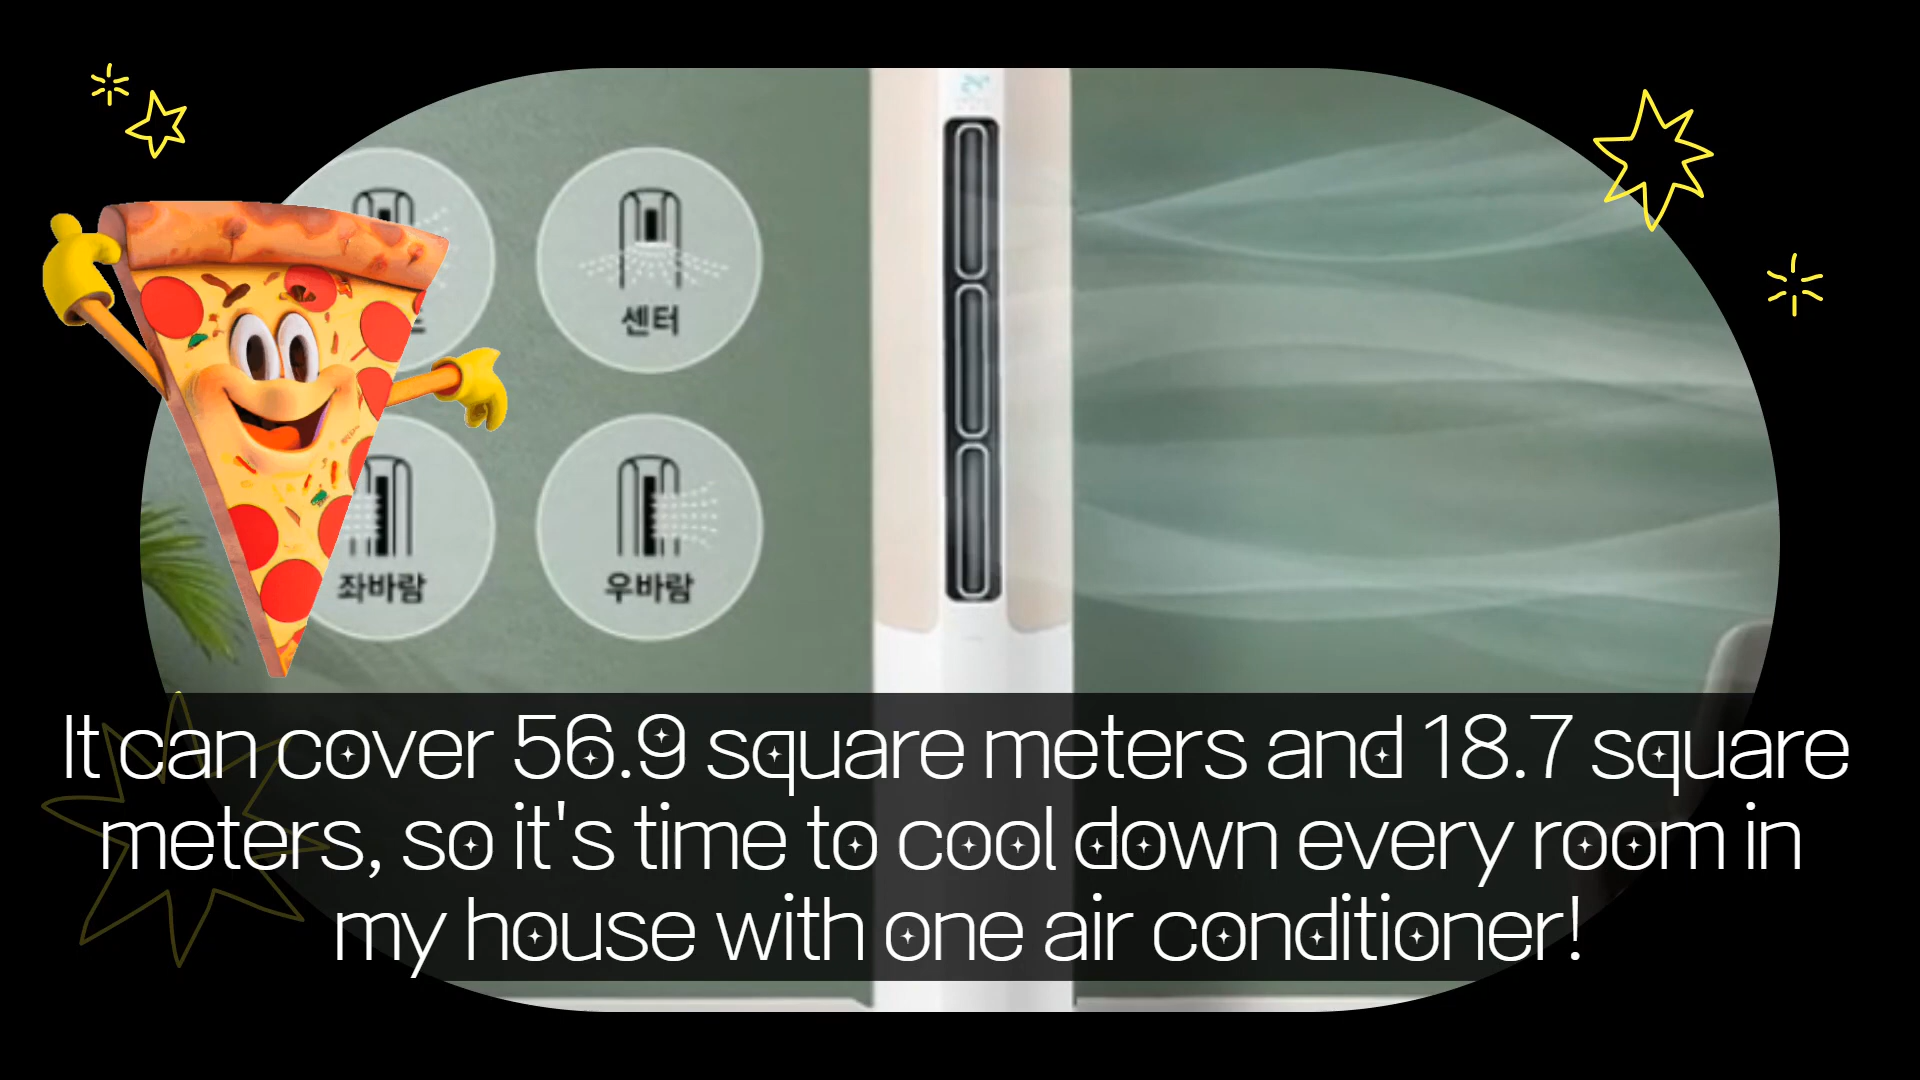 센터
좌바람
우바람
It can cover 56.9 square meters and 18.7 square
meters, so it's time to cool down every room in
my house with one air conditioner!